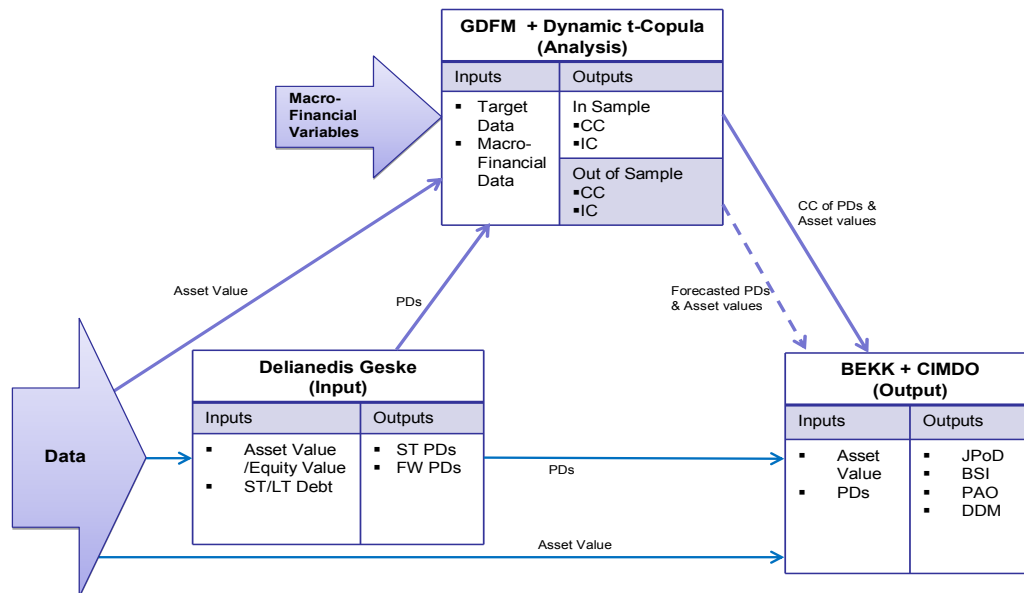 GDFM + Dynamic t-Copula
(Analysis)
Inputs
Outputs
▪ Target
Data
▪ Macro-
Financial
Data
In Sample
▪CC
▪IC
Out of Sample
▪CC
▪IC
Macro-
Financial
Variables
CC of PDs &
Asset values
Asset Value
PDs
Forecasted PDs
& Asset values
Data
Delianedis Geske
(Input)
Inputs
Outputs
▪ Asset Value
/Equity Value
▪ ST/LT Debt
▪ ST PDs
▪ FW PDs
PDs
Asset Value
BEKK + CIMDO
(Output)
Inputs
Outputs
▪ Asset
Value
▪ PDs
▪ JPoD
▪ BSI
▪ PAO
▪ DDM